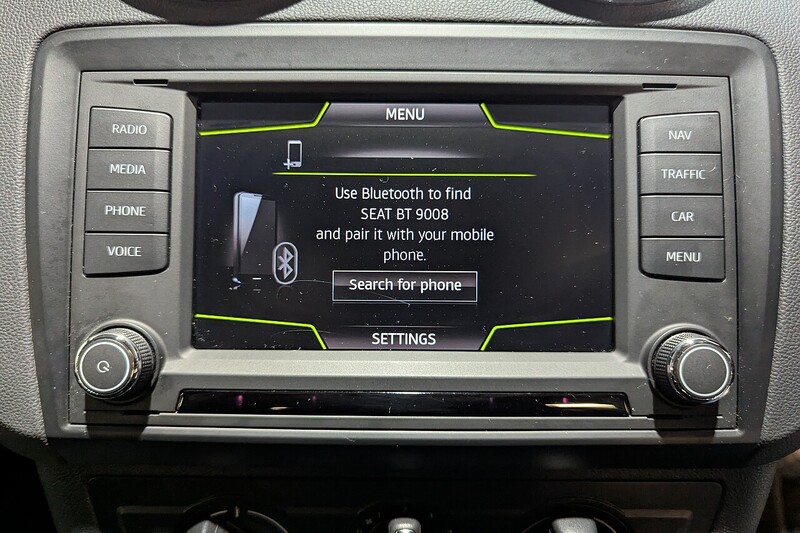 MENU
RADIO
MEDIA
PHONE
VOICE
Use Bluetooth to find
SEAT BT 9008
and pair it with your mobile
phone.
Search for phone
SETTINGS
NAV
TRAFFIC
CAR
MENU